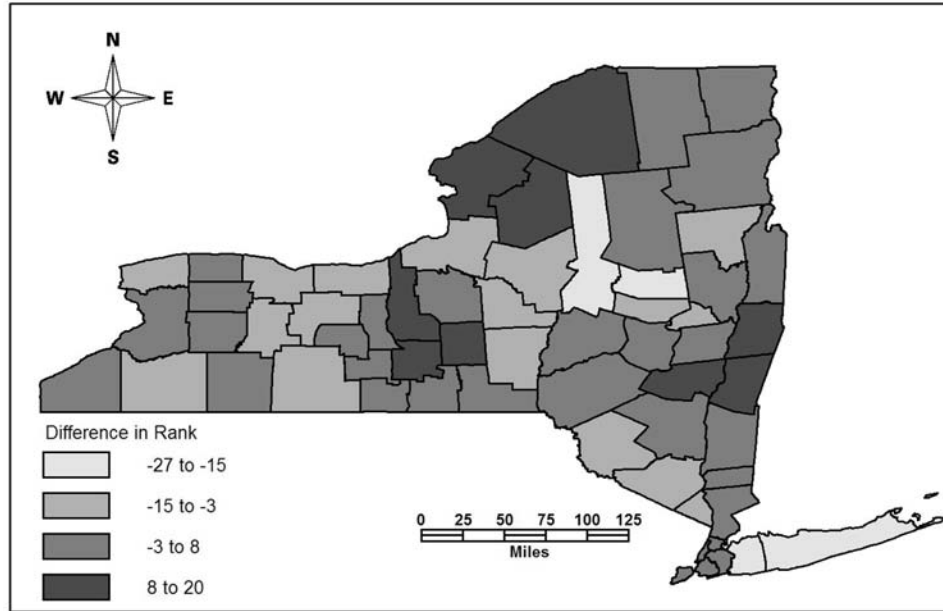 N
W E
S
Difference in Rank
-27 to -15
-15 to -3
-3 to 8
8 to 20
0 25 50 75 100 125
Miles